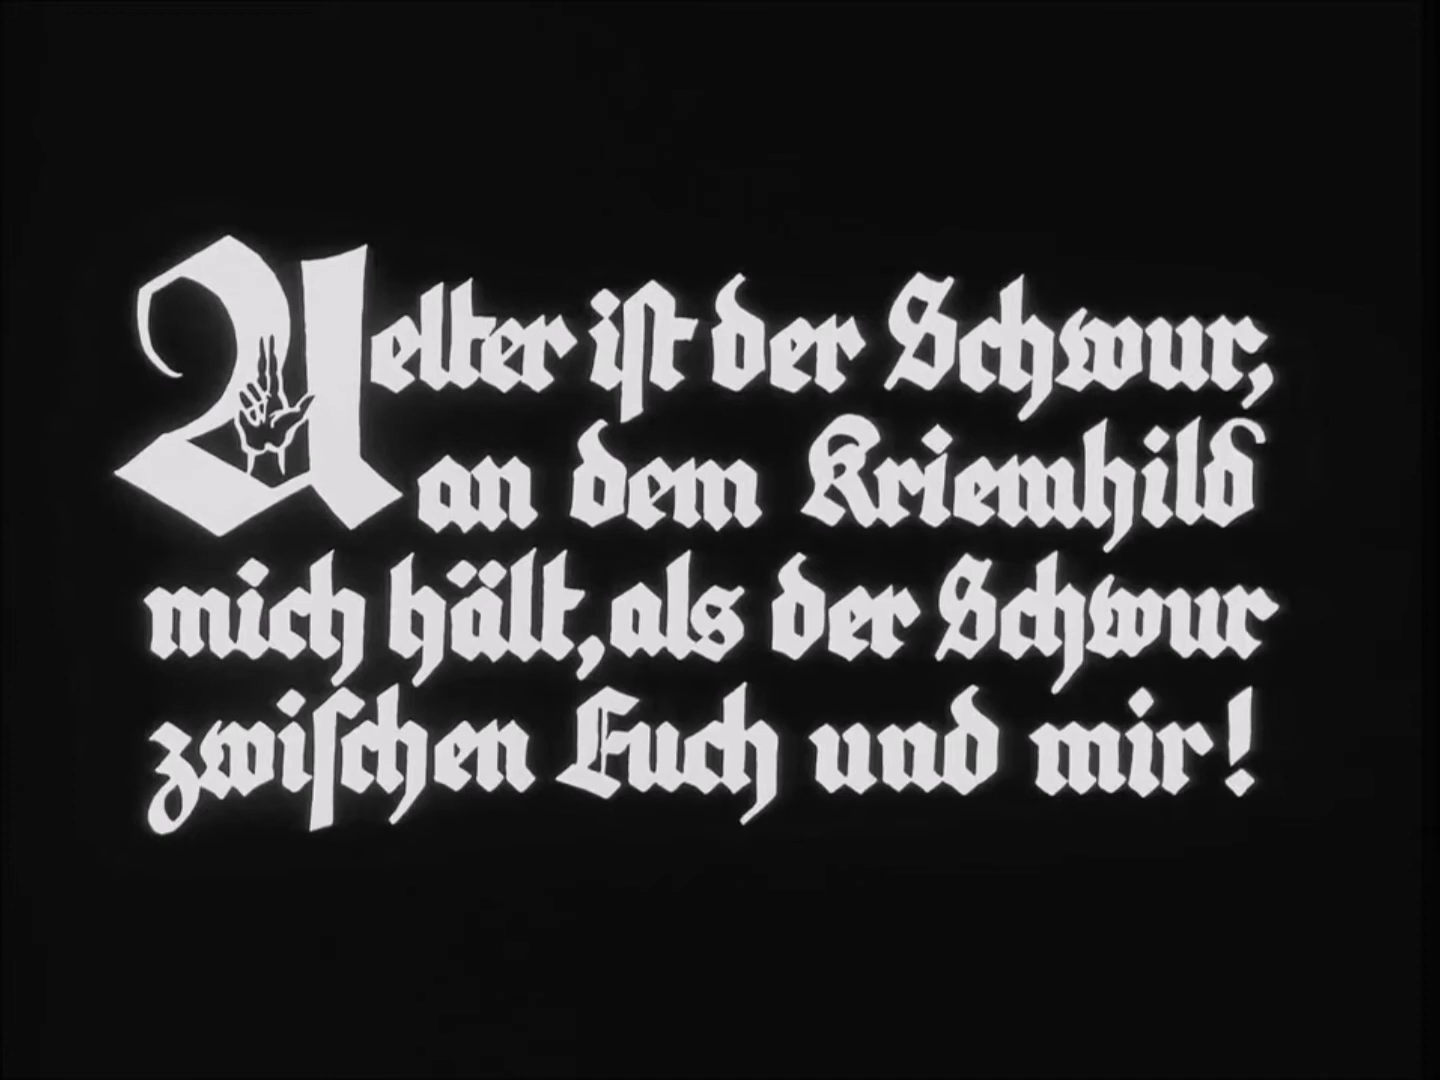 Aelter iſt der Schwur,
an dem Kriemhild
mich hält, als der Schwur
zwiſchen Euch und mir!